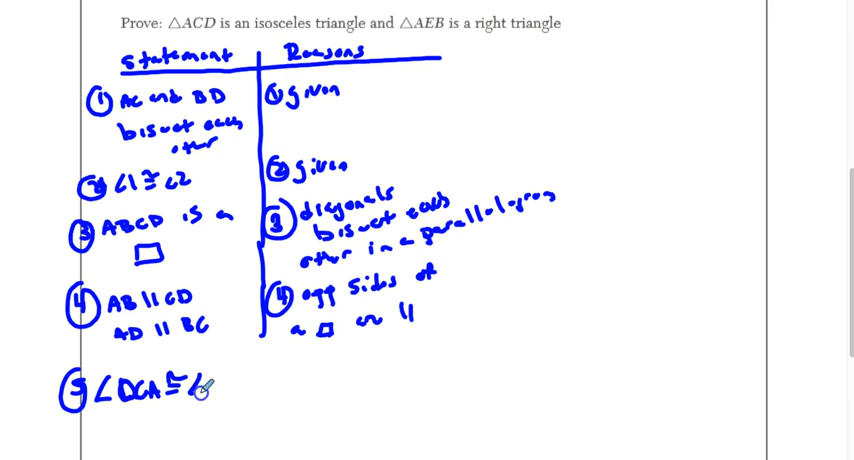 Prove: △ACD is an isosceles triangle and △AEB is a right triangle
Statement Reasons
① AC and BD ① given
bisect each
other
② ∠1 ≅ ∠2 ② given
③ ABCD is a ③ diagonals
▱ bisect each
other in a parallelogram
④ AB || CD ④ opp sides of
AD || BC a ▱ are ||
⑤ ∠DCA ≅ ∠